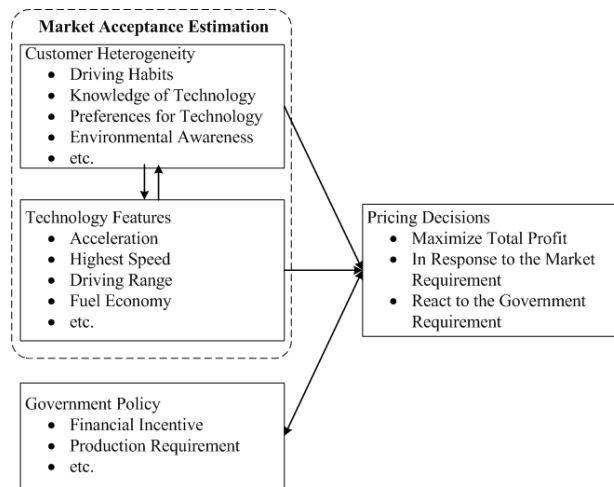 Market Acceptance Estimation
Customer Heterogeneity
• Driving Habits
• Knowledge of Technology
• Preferences for Technology
• Environmental Awareness
• etc.
Technology Features
• Acceleration
• Highest Speed
• Driving Range
• Fuel Economy
• etc.
Government Policy
• Financial Incentive
• Production Requirement
• etc.
Pricing Decisions
• Maximize Total Profit
• In Response to the Market
Requirement
• React to the Government
Requirement